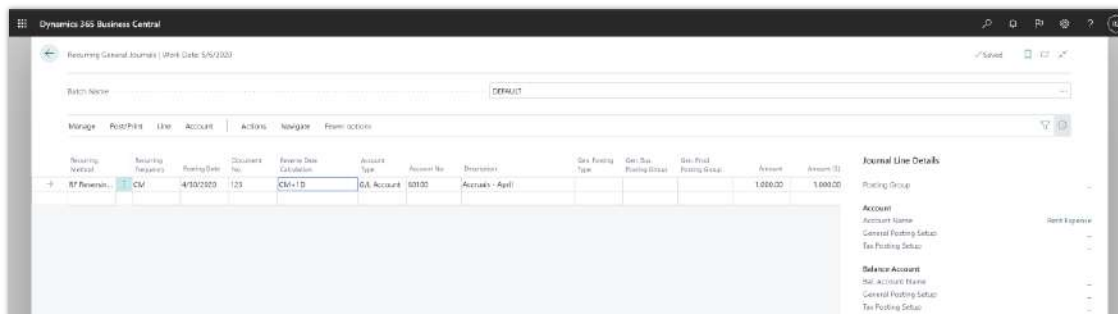 Dynamics 365 Business Central
?
Recurring General Journals | Work Date: 5/6/2020
Saved
Batch Name
DEFAULT
Manage Post/Print Line Account Actions Navigate Fewer options
Recurring Method Recurring Frequency Posting Date Document No. Reverse Date Calculation Account Type Account No. Description Gen. Posting Type Gen. Bus. Posting Group Gen. Prod. Posting Group Amount
RF Reversin... CM 4/30/2020 123 CM+1D G/L Account 60100 Accruals - April 1,000.00 1,000.00
Journal Line Details
Posting Group
Account
Account Name Rent Expense
General Posting Setup
Tax Posting Setup
Balance Account
Bal. Account Name
General Posting Setup
Tax Posting Setup